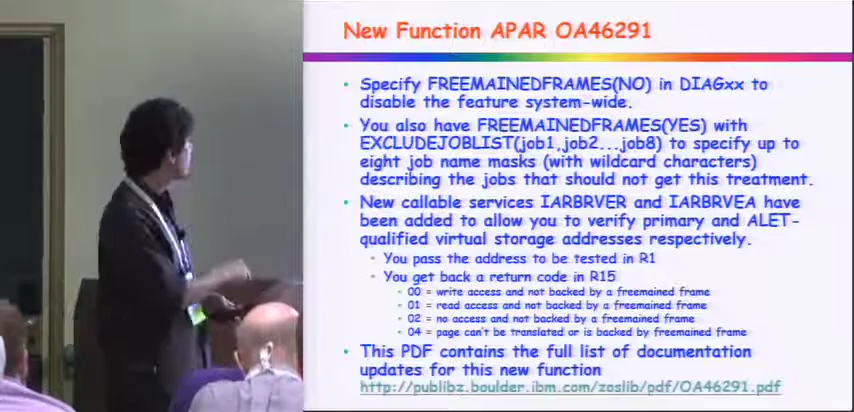 New Function APAR OA46291
• Specify FREEMAINEDFRAMES(NO) in DIAGxx to
disable the feature system-wide.
• You also have FREEMAINEDFRAMES(YES) with
EXCLUDEJOBLIST(job1,job2...job8) to specify up to
eight job name masks (with wildcard characters)
describing the jobs that should not get this treatment.
• New callable services IARBRVER and IARBRVEA have
been added to allow you to verify primary and ALET-
qualified virtual storage addresses respectively.
• You pass the address to be tested in R1
• You get back a return code in R15
• 00 = write access and not backed by a freemained frame
• 01 = read access and not backed by a freemained frame
• 02 = no access and not backed by a freemained frame
• 04 = page can't be translated or is backed by freemained frame
• This PDF contains the full list of documentation
updates for this new function
http://publibz.boulder.ibm.com/zoslib/pdf/OA46291.pdf